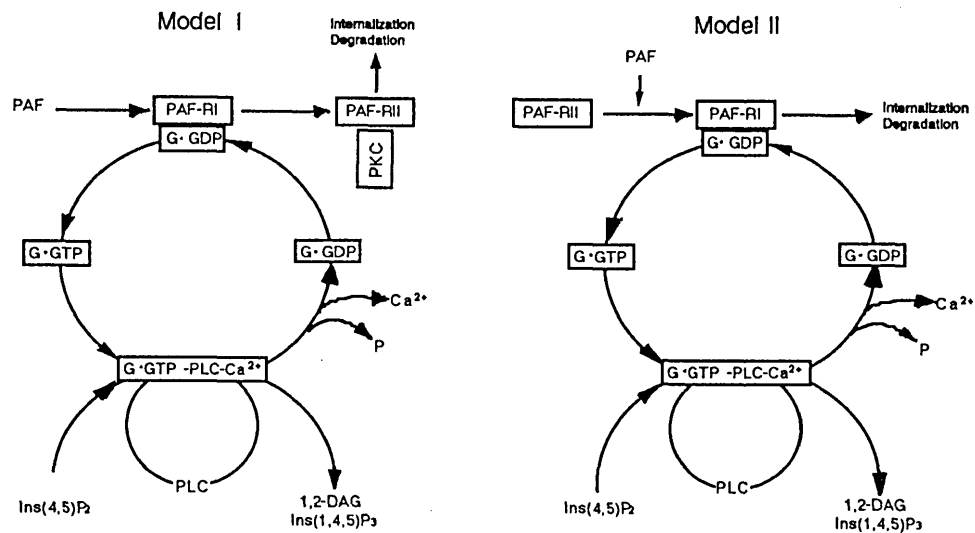 Model I
Internalization
Degradation
PAF
PAF-RI
PAF-RII
G· GDP
PKC
G·GTP
G· GDP
Ca²⁺
P
G·GTP -PLC-Ca²⁺
PLC
Ins(4,5)P₂
1,2-DAG
Ins(1,4,5)P₃
Model II
PAF
PAF-RII
PAF-RI
Internalization
Degradation
G· GDP
G·GTP
G· GDP
Ca²⁺
P
G·GTP -PLC-Ca²⁺
PLC
Ins(4,5)P₂
1,2-DAG
Ins(1,4,5)P₃